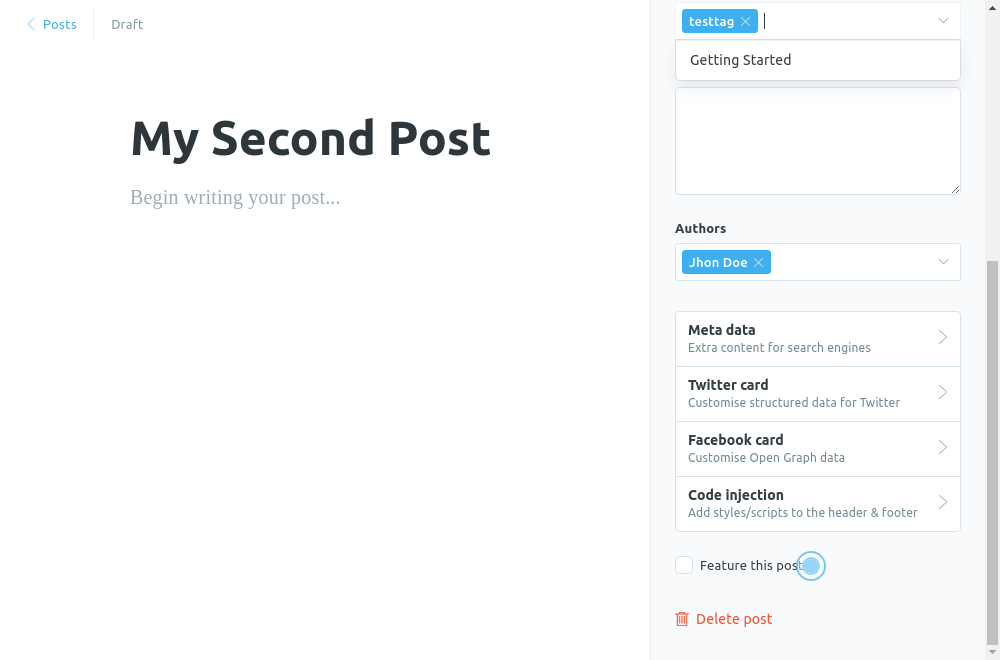 Posts
Draft
My Second Post
Begin writing your post...
testtag
Getting Started
Authors
Jhon Doe
Meta data
Extra content for search engines
Twitter card
Customise structured data for Twitter
Facebook card
Customise Open Graph data
Code injection
Add styles/scripts to the header & footer
Feature this post
Delete post